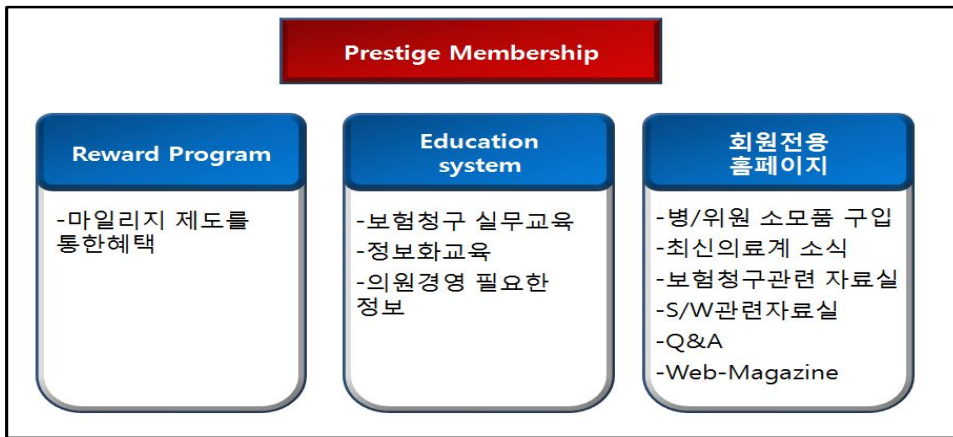 Prestige Membership
Reward Program
-마일리지 제도를
통한혜택
Education
system
-보험청구 실무교육
-정보화교육
-의원경영 필요한
정보
회원전용
홈페이지
-병/위원 소모품 구입
-최신의료계 소식
-보험청구관련 자료실
-S/W관련자료실
-Q&A
-Web-Magazine